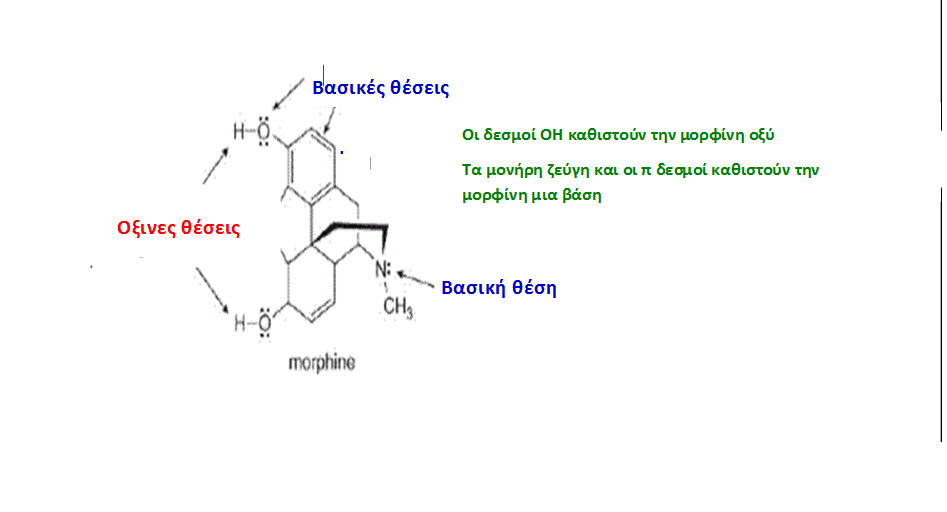 Βασικές θέσεις
H–Ö
Οι δεσμοί ΟΗ καθιστούν την μορφίνη οξύ
Τα μονήρη ζεύγη και οι π δεσμοί καθιστούν την
μορφίνη μια βάση
Οξινες θέσεις
N:
Βασική θέση
CH3
H–Ö
morphine